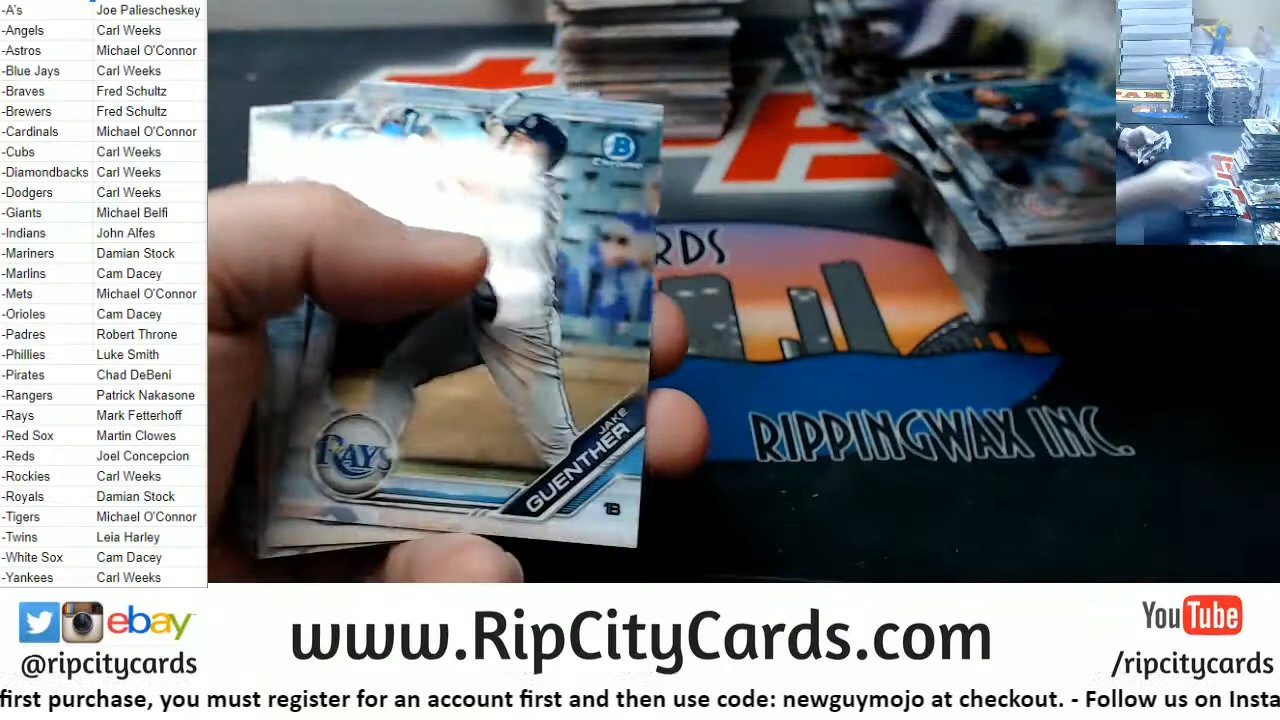 -A's Joe Paliescheskey
-Angels Carl Weeks
-Astros Michael O'Connor
-Blue Jays Carl Weeks
-Braves Fred Schultz
-Brewers Fred Schultz
-Cardinals Michael O'Connor
-Cubs Carl Weeks
-Diamondbacks Carl Weeks
-Dodgers Carl Weeks
-Giants Michael Belfi
-Indians John Alfes
-Mariners Damian Stock
-Marlins Cam Dacey
-Mets Michael O'Connor
-Orioles Cam Dacey
-Padres Robert Throne
-Phillies Luke Smith
-Pirates Chad DeBeni
-Rangers Patrick Nakasone
-Rays Mark Fetterhoff
-Red Sox Martin Clowes
-Reds Joel Concepcion
-Rockies Carl Weeks
-Royals Damian Stock
-Tigers Michael O'Connor
-Twins Leia Harley
-White Sox Cam Dacey
-Yankees Carl Weeks
B
Chrome
RAYS
JAKE
GUENTHER
1B
RDS
RIPPINGWAX INC.
ebay
@ripcitycards
www.RipCityCards.com
YouTube
/ripcitycards
first purchase, you must register for an account first and then use code: newguymojo at checkout. - Follow us on Insta